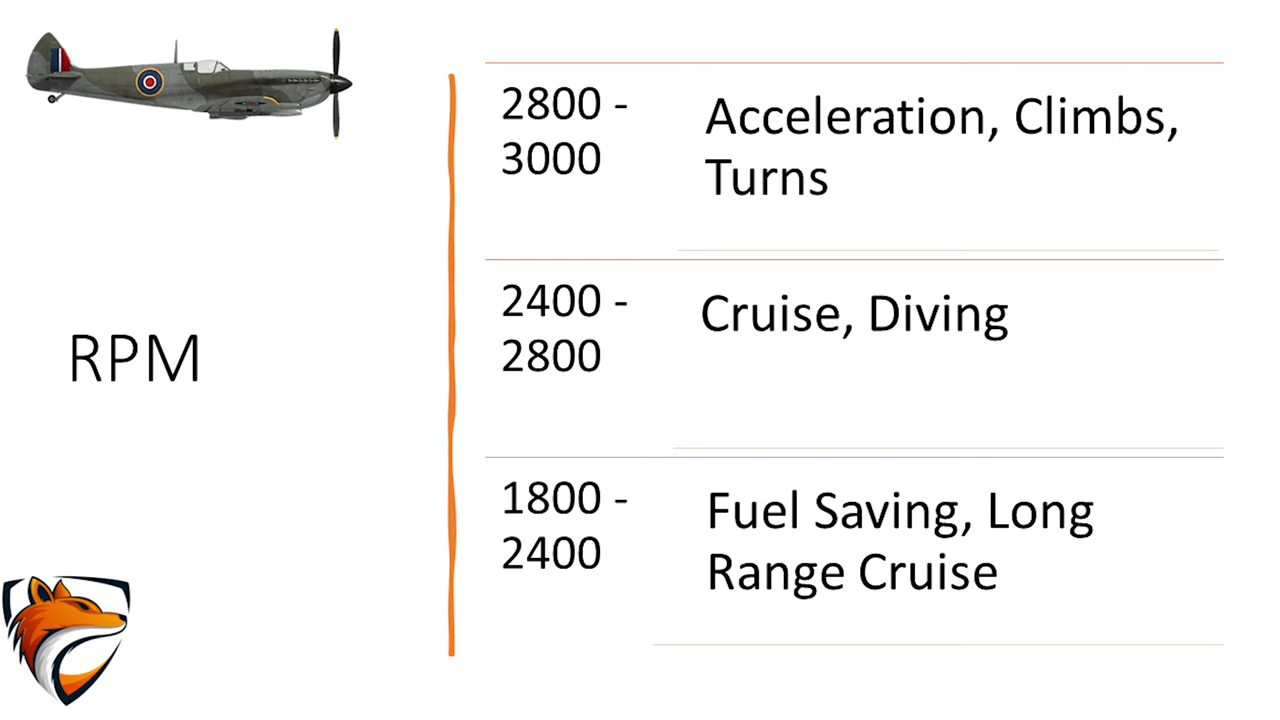 RPM
2800 -
3000
Acceleration, Climbs,
Turns
2400 -
2800
Cruise, Diving
1800 -
2400
Fuel Saving, Long
Range Cruise